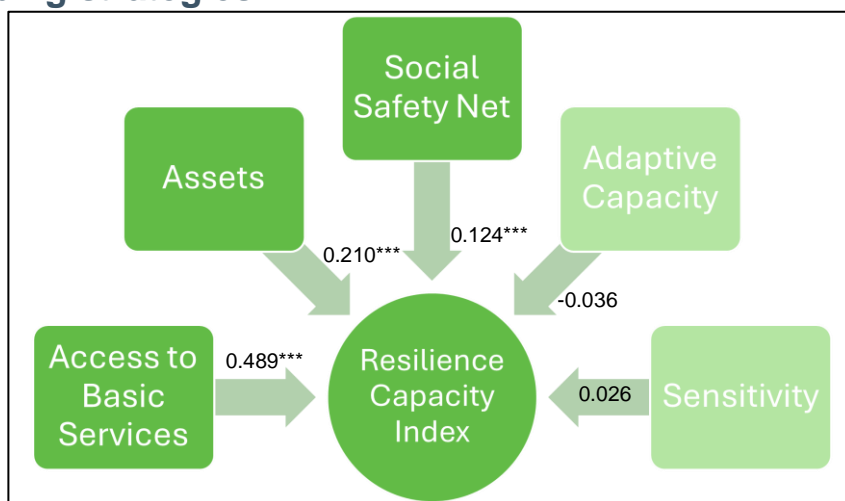 Social
Safety Net
Assets
Adaptive
Capacity
0.210***
0.124***
-0.036
Access to
Basic
Services
0.489***
Resilience
Capacity
Index
0.026
Sensitivity